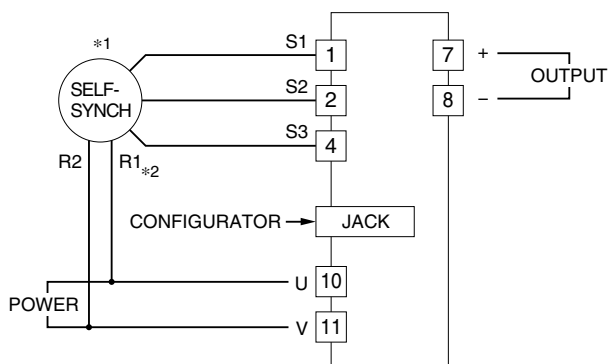 *1
SELF-
SYNCH
S1
1
S2
2
S3
4
7
+
8
−
OUTPUT
R2
R1
*2
CONFIGURATOR
JACK
POWER
U
10
V
11